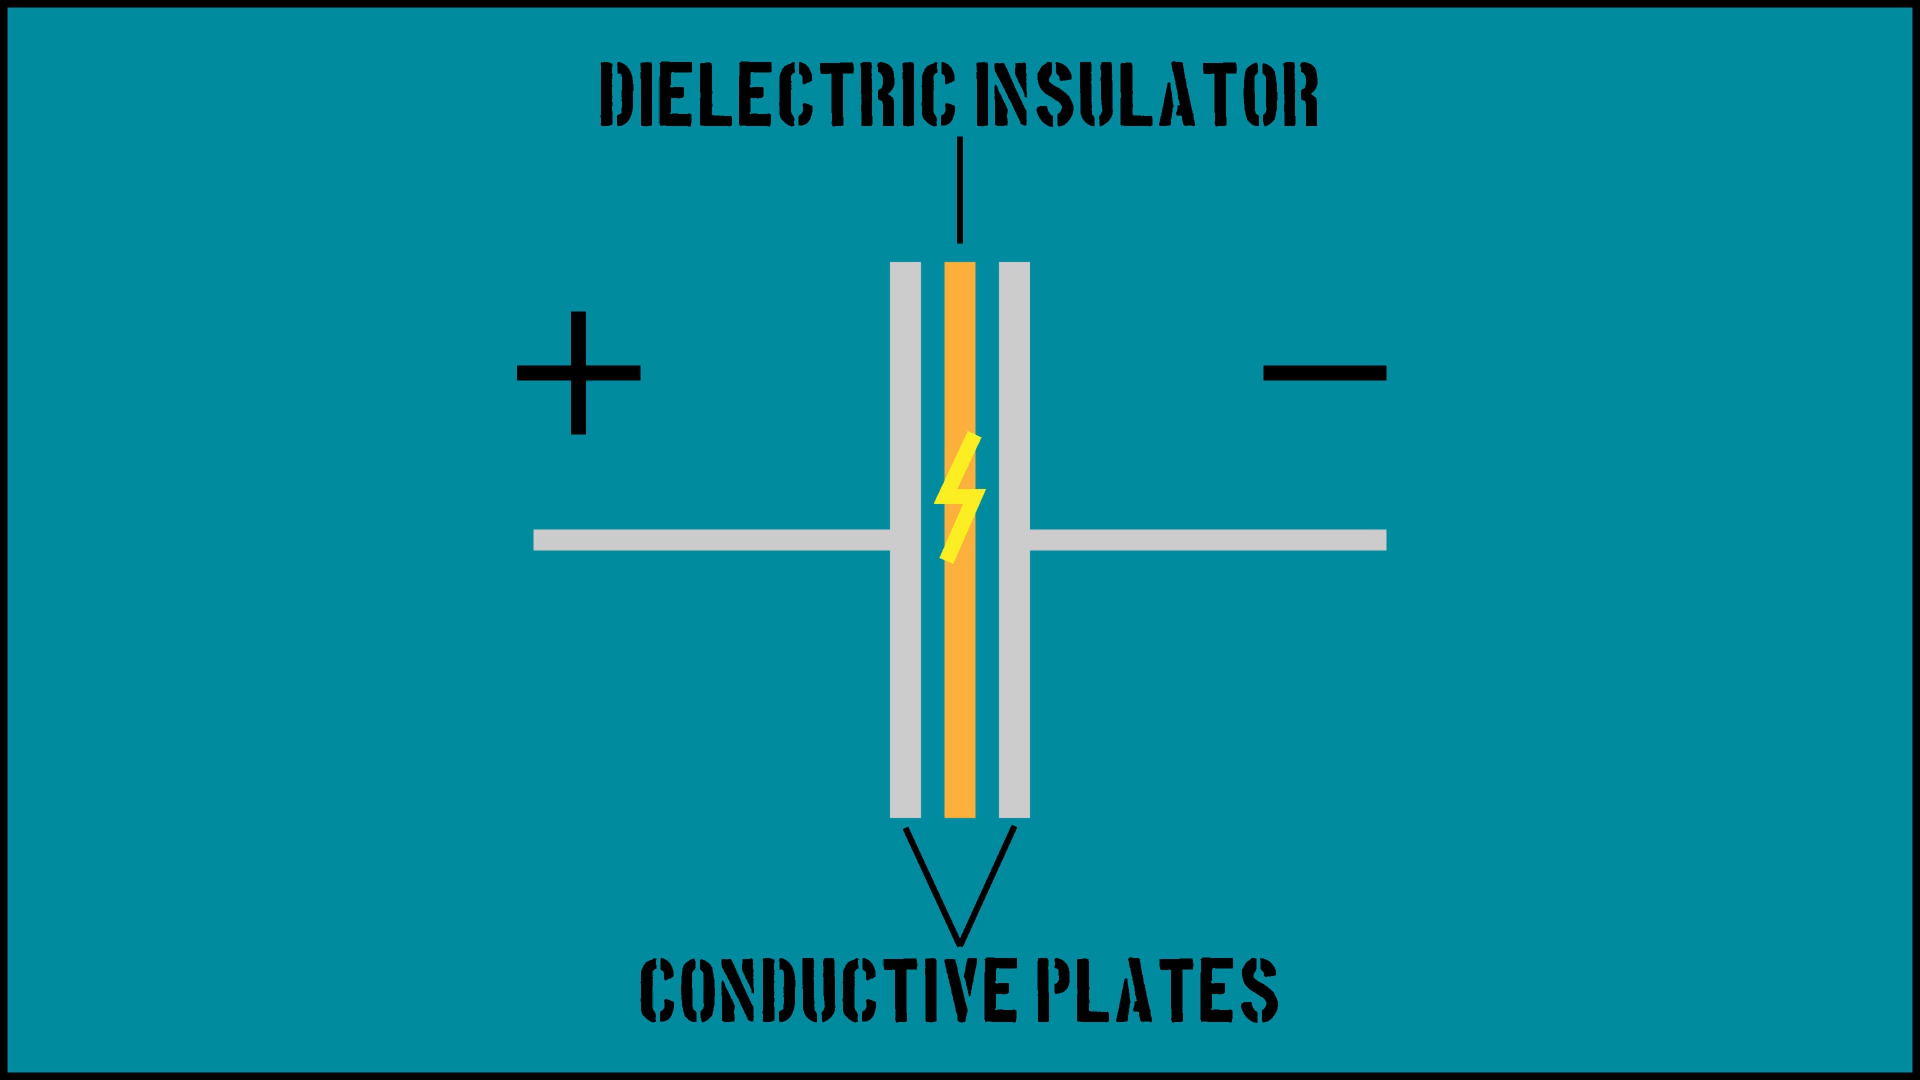 DIELECTRIC INSULATOR
+ −
CONDUCTIVE PLATES